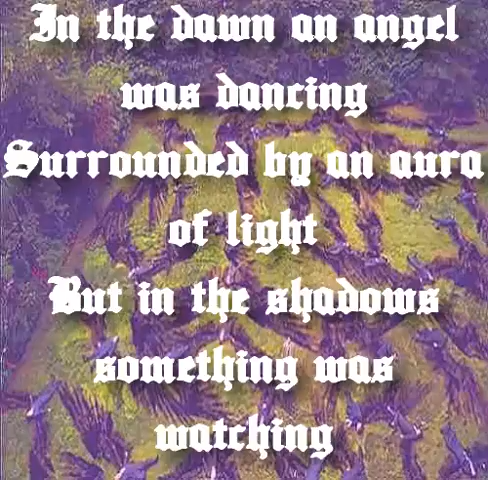 In the dawn an angel
was dancing
Surrounded by an aura
of light
But in the shadows
something was
watching